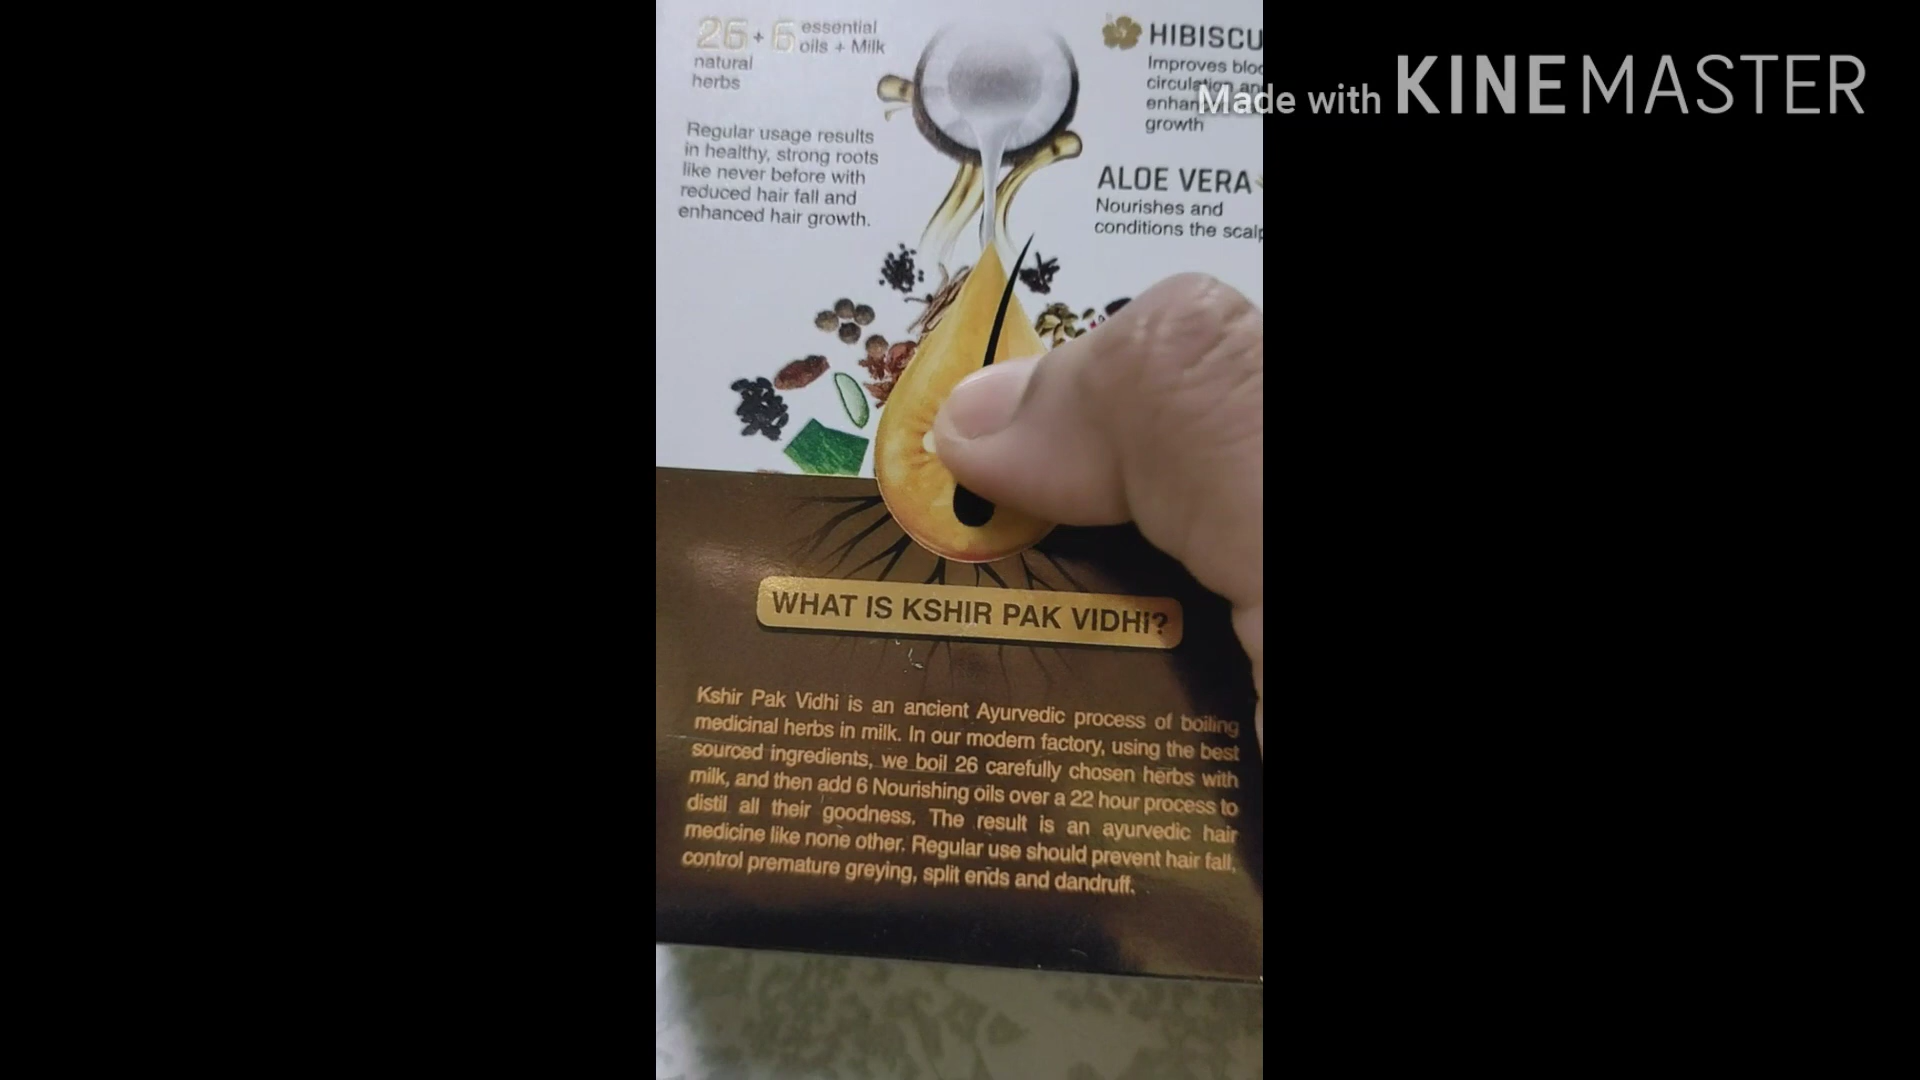 26 + 6 essential
oils + Milk
natural
herbs
Regular usage results
in healthy, strong roots
like never before with
reduced hair fall and
enhanced hair growth.
HIBISCU
Improves bloo
circulation an
enhan
growth
Made with KINEMASTER
ALOE VERA
Nourishes and
conditions the scalp
WHAT IS KSHIR PAK VIDHI?
Kshir Pak Vidhi is an ancient Ayurvedic process of boiling
medicinal herbs in milk. In our modern factory, using the best
sourced ingredients, we boil 26 carefully chosen herbs with
milk, and then add 6 Nourishing oils over a 22 hour process to
distil all their goodness. The result is an ayurvedic hair
medicine like none other. Regular use should prevent hair fall,
control premature greying, split ends and dandruff.